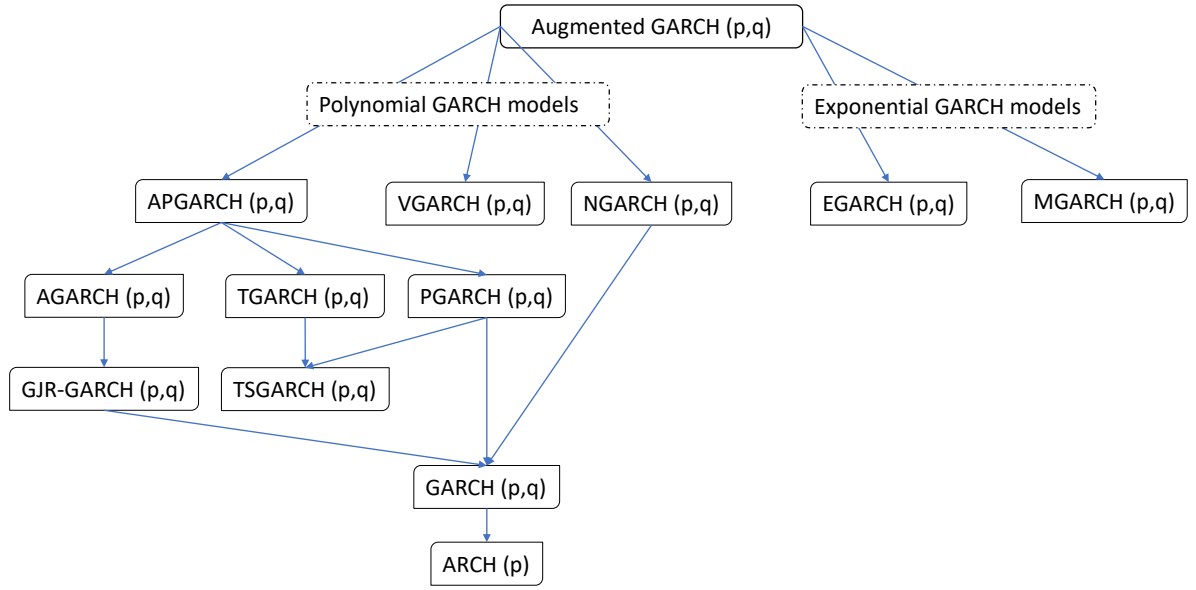 Augmented GARCH (p,q)
Polynomial GARCH models
Exponential GARCH models
APGARCH (p,q)
VGARCH (p,q)
NGARCH (p,q)
EGARCH (p,q)
MGARCH (p,q)
AGARCH (p,q)
TGARCH (p,q)
PGARCH (p,q)
GJR-GARCH (p,q)
TSGARCH (p,q)
GARCH (p,q)
ARCH (p)